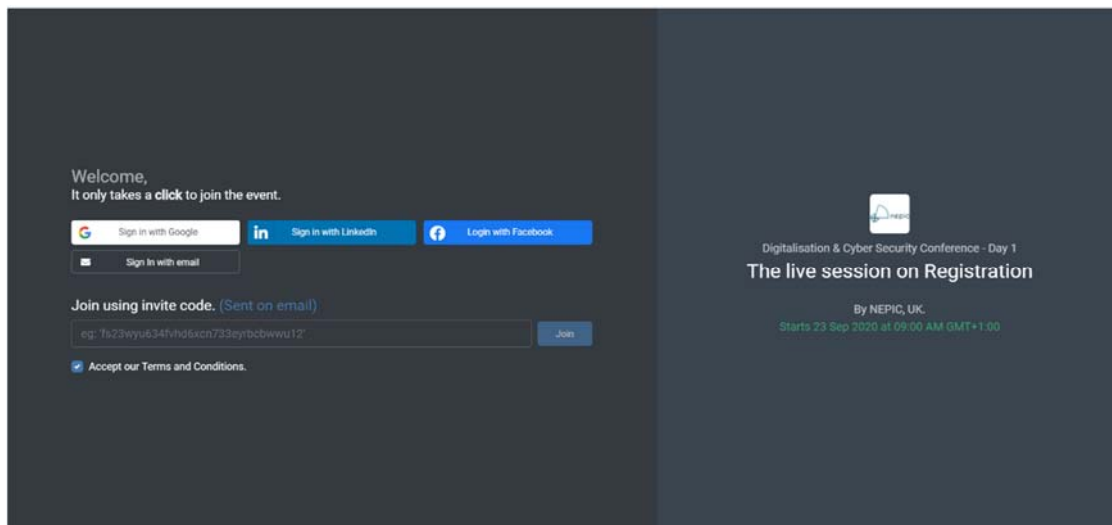 Welcome,
It only takes a click to join the event.
Sign in with Google
in Sign in with LinkedIn
Login with Facebook
Sign In with email
Join using invite code. (Sent on email)
Join
Accept our Terms and Conditions.
nepic
Digitalisation & Cyber Security Conference - Day 1
The live session on Registration
By NEPIC, UK.
Starts 23 Sep 2020 at 09:00 AM GMT+1:00